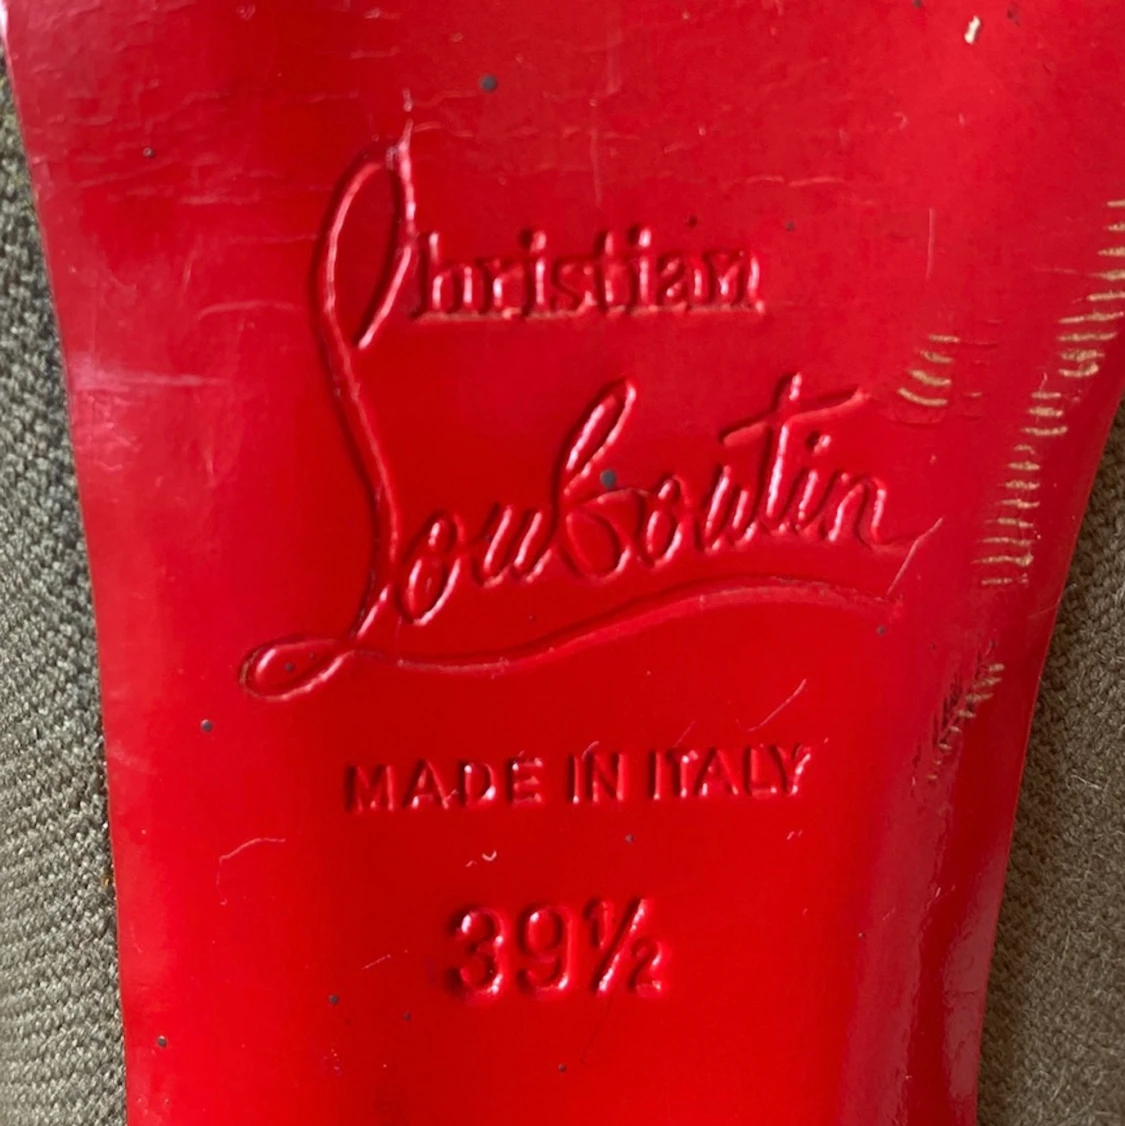 Christian
Louboutin
MADE IN ITALY
39½